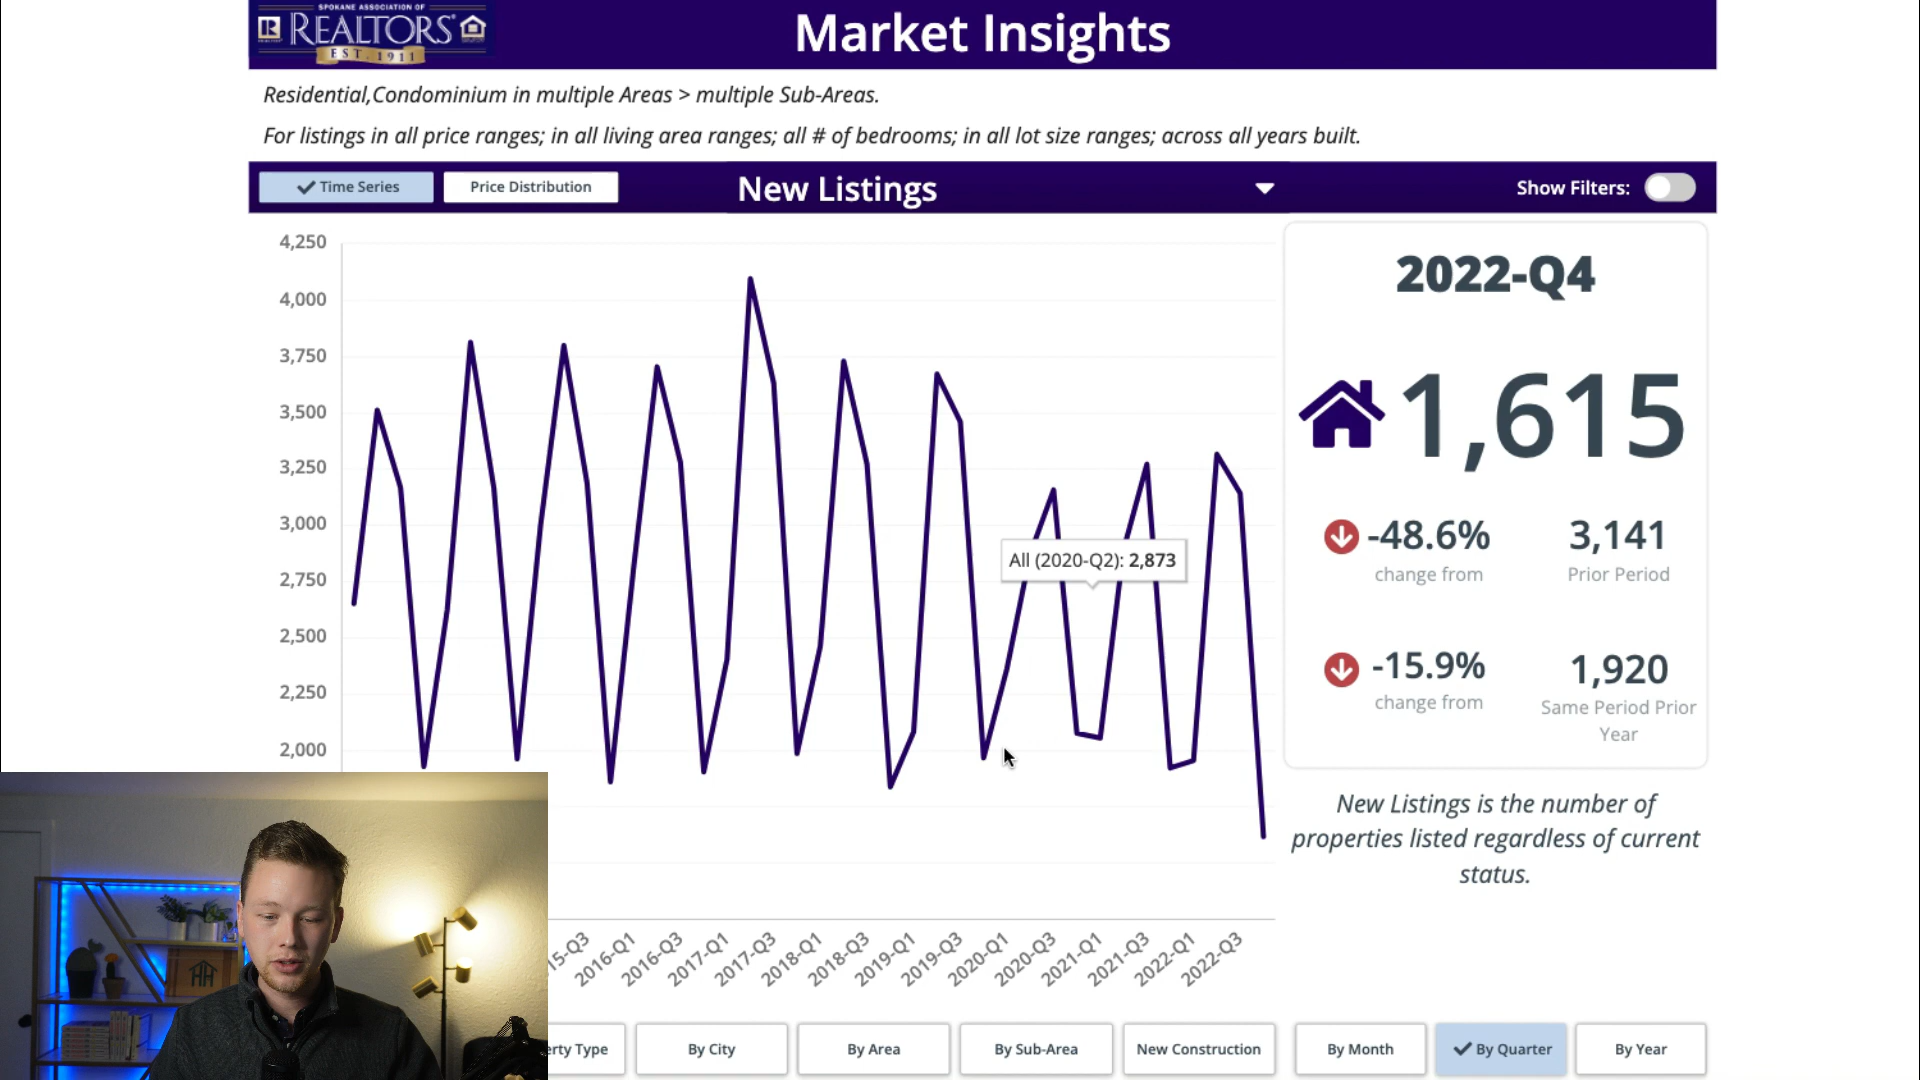 SPOKANE ASSOCIATION OF
REALTORS®
EST. 1911
Market Insights
Residential,Condominium in multiple Areas > multiple Sub-Areas.
For listings in all price ranges; in all living area ranges; all # of bedrooms; in all lot size ranges; across all years built.
Time Series
Price Distribution
New Listings
Show Filters:
4,250
4,000
3,750
3,500
3,250
3,000
2,750
2,500
2,250
2,000
All (2020-Q2): 2,873
2022-Q4
1,615
-48.6%
change from
3,141
Prior Period
-15.9%
change from
1,920
Same Period Prior
Year
New Listings is the number of
properties listed regardless of current
status.
15-Q3
2016-Q1
2016-Q3
2017-Q1
2017-Q3
2018-Q1
2018-Q3
2019-Q1
2019-Q3
2020-Q1
2020-Q3
2021-Q1
2021-Q3
2022-Q1
2022-Q3
HH
erty Type
By City
By Area
By Sub-Area
New Construction
By Month
By Quarter
By Year